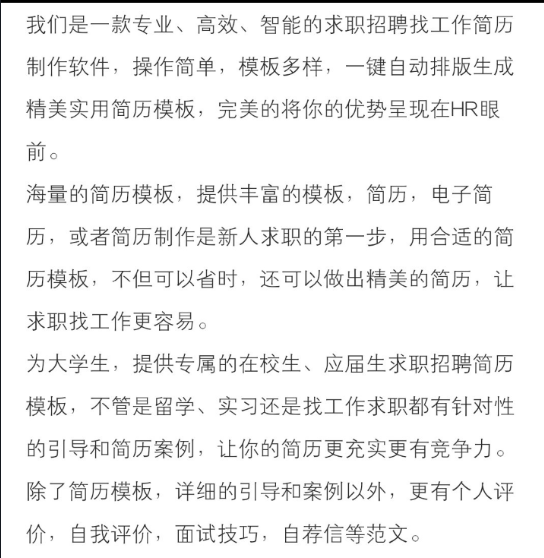 我们是一款专业、高效、智能的求职招聘找工作简历
制作软件，操作简单，模板多样，一键自动排版生成
精美实用简历模板，完美的将你的优势呈现在HR眼
前。
海量的简历模板，提供丰富的模板，简历，电子简
历，或者简历制作是新人求职的第一步，用合适的简
历模板，不但可以省时，还可以做出精美的简历，让
求职找工作更容易。
为大学生，提供专属的在校生、应届生求职招聘简历
模板，不管是留学、实习还是找工作求职都有针对性
的引导和简历案例，让你的简历更充实更有竞争力。
除了简历模板，详细的引导和案例以外，更有个人评
价，自我评价，面试技巧，自荐信等范文。